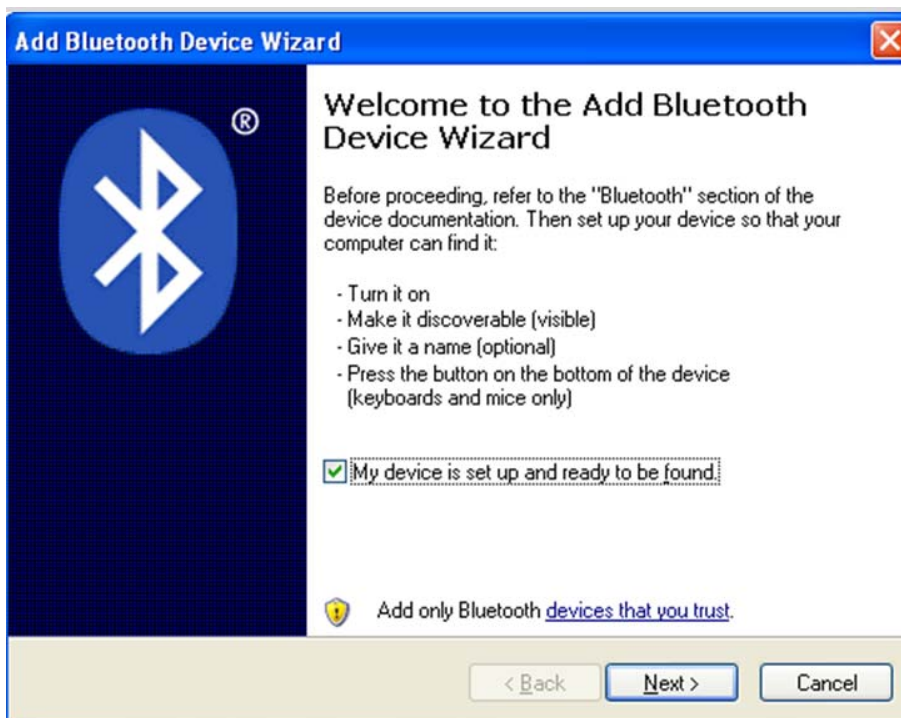 Add Bluetooth Device Wizard
®
Welcome to the Add Bluetooth
Device Wizard
Before proceeding, refer to the "Bluetooth" section of the
device documentation. Then set up your device so that your
computer can find it:
- Turn it on
- Make it discoverable (visible)
- Give it a name (optional)
- Press the button on the bottom of the device
(keyboards and mice only)
My device is set up and ready to be found.
Add only Bluetooth devices that you trust.
< Back
Next >
Cancel